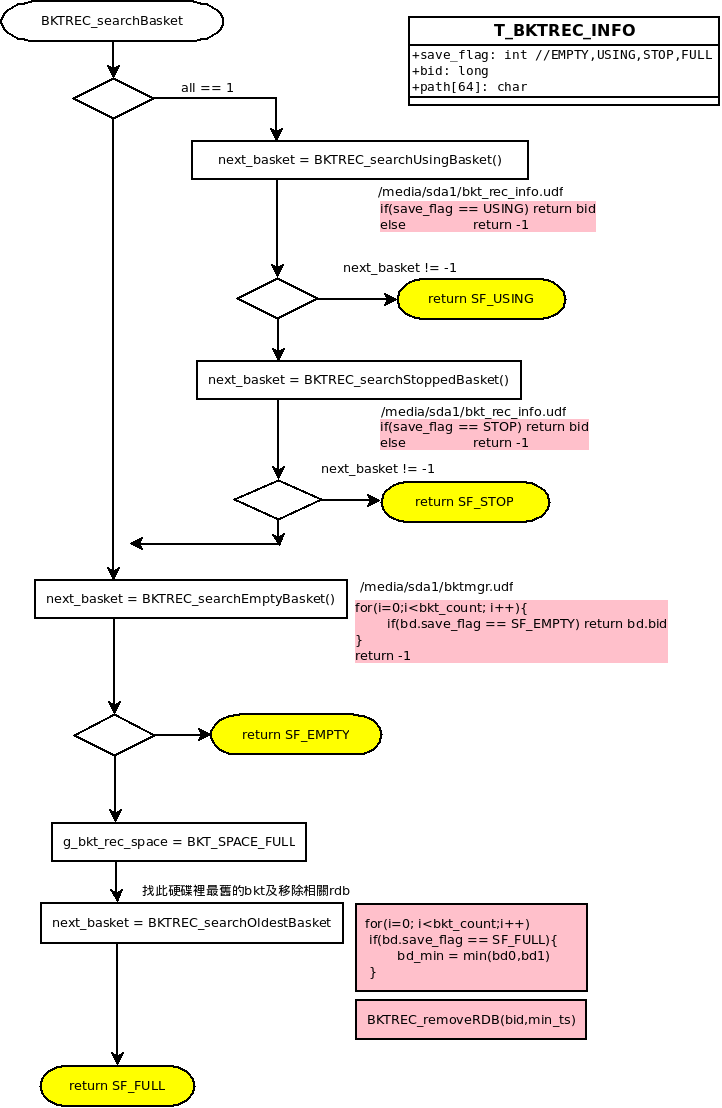 BKTREC_searchBasket
T_BKTREC_INFO
+save_flag: int //EMPTY,USING,STOP,FULL
+bid: long
+path[64]: char
all == 1
next_basket = BKTREC_searchUsingBasket()
/media/sda1/bkt_rec_info.udf
if(save_flag == USING) return bid
else return -1
next_basket != -1
return SF_USING
next_basket = BKTREC_searchStoppedBasket()
/media/sda1/bkt_rec_info.udf
if(save_flag == STOP) return bid
else return -1
next_basket != -1
return SF_STOP
next_basket = BKTREC_searchEmptyBasket()
/media/sda1/bktmgr.udf
for(i=0;i<bkt_count; i++){
if(bd.save_flag == SF_EMPTY) return bd.bid
}
return -1
return SF_EMPTY
g_bkt_rec_space = BKT_SPACE_FULL
找此硬碟裡最舊的bkt及移除相關rdb
next_basket = BKTREC_searchOldestBasket
for(i=0; i<bkt_count;i++)
if(bd.save_flag == SF_FULL){
bd_min = min(bd0,bd1)
}
BKTREC_removeRDB(bid,min_ts)
return SF_FULL